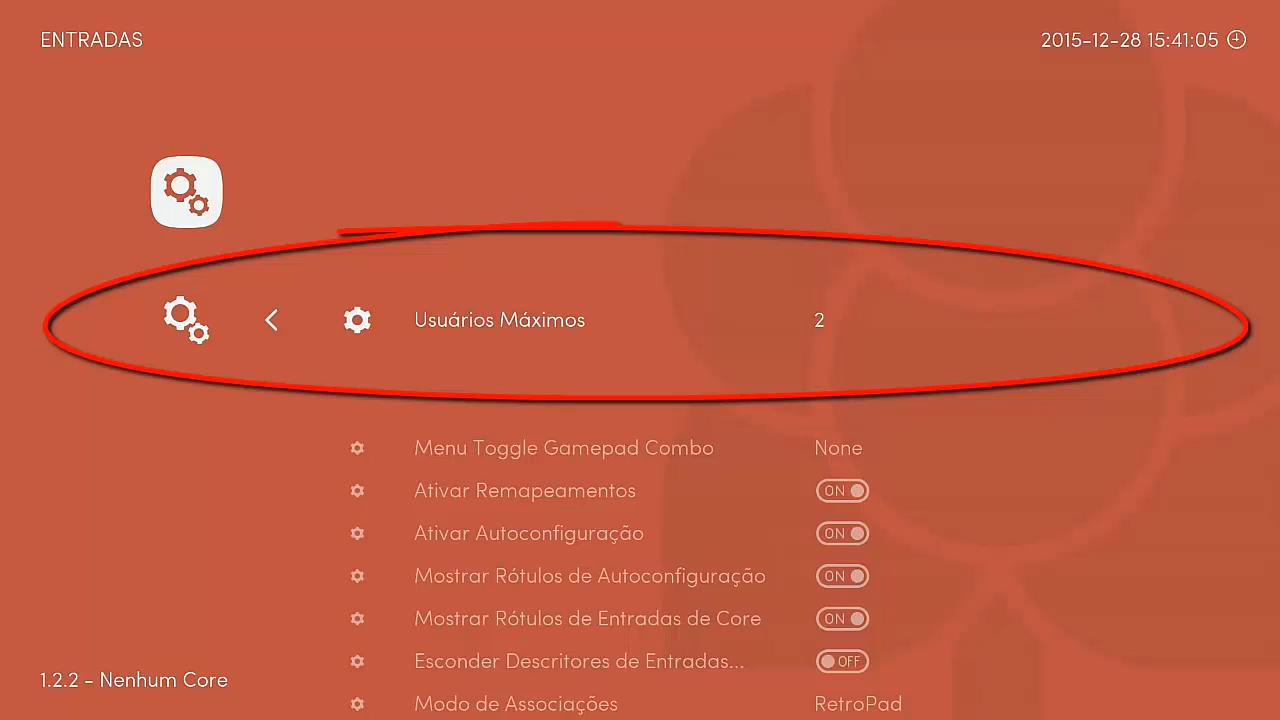 ENTRADAS 2015-12-28 15:41:05
Usuários Máximos 2
Menu Toggle Gamepad Combo None
Ativar Remapeamentos ON
Ativar Autoconfiguração ON
Mostrar Rótulos de Autoconfiguração ON
Mostrar Rótulos de Entradas de Core ON
Esconder Descritores de Entradas... OFF
1.2.2 - Nenhum Core
Modo de Associações RetroPad